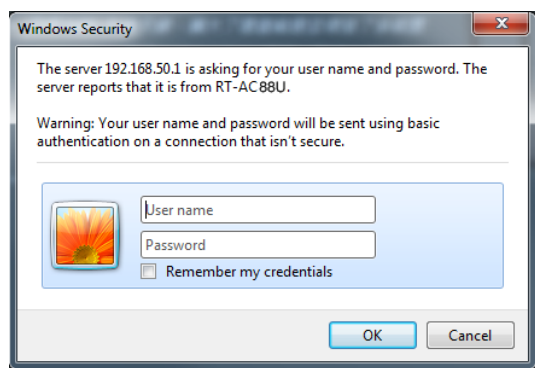 Windows Security
The server 192.168.50.1 is asking for your user name and password. The
server reports that it is from RT-AC88U.
Warning: Your user name and password will be sent using basic
authentication on a connection that isn't secure.
User name
Password
Remember my credentials
OK
Cancel